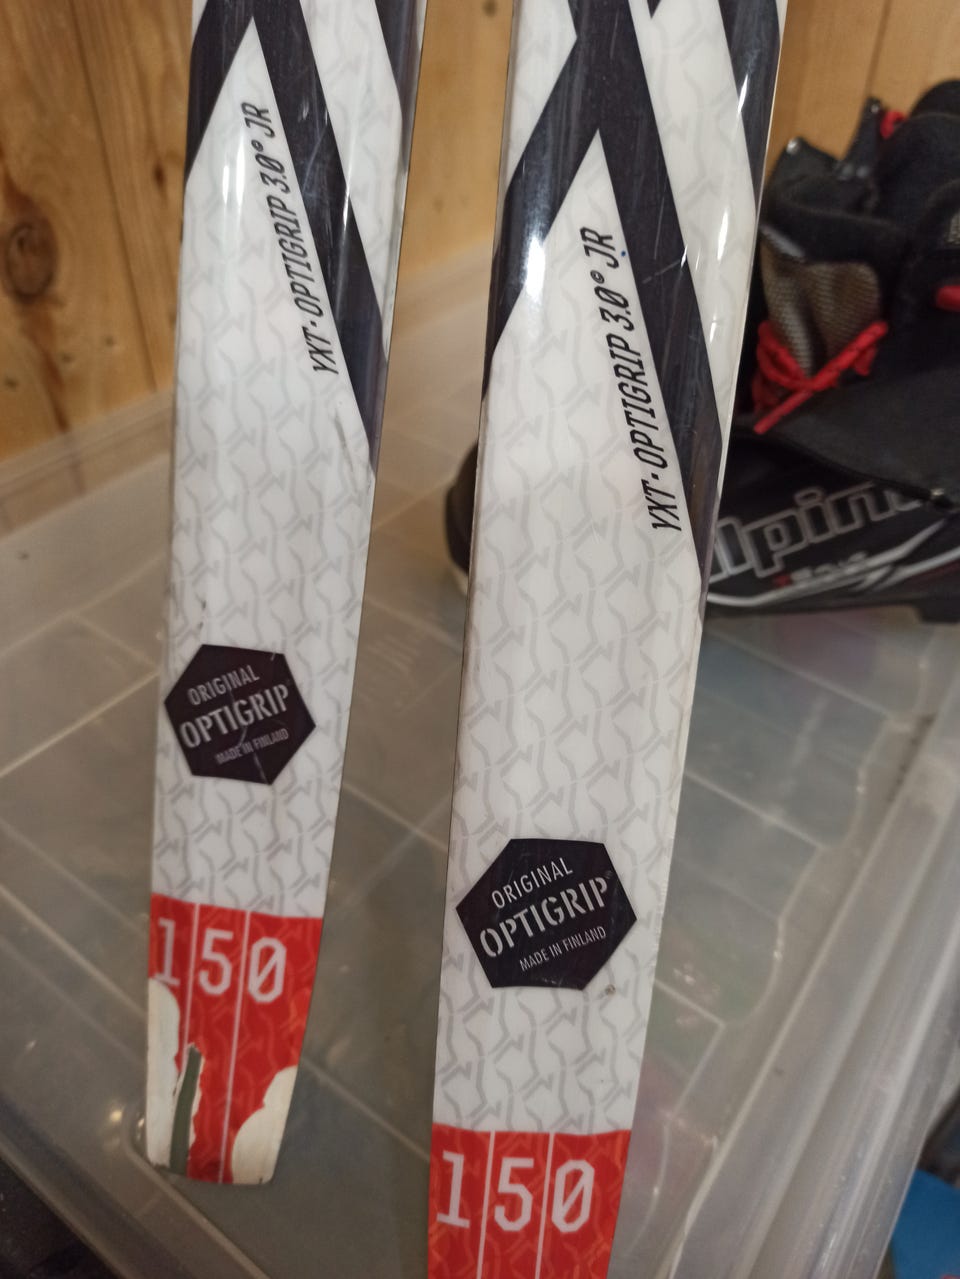 YXT· OPTIGRIP 3.0° JR
ORIGINAL
OPTIGRIP
MADE IN FINLAND
150
YXT· OPTIGRIP 3.0° JR
ORIGINAL
OPTIGRIP
MADE IN FINLAND
150
alpina